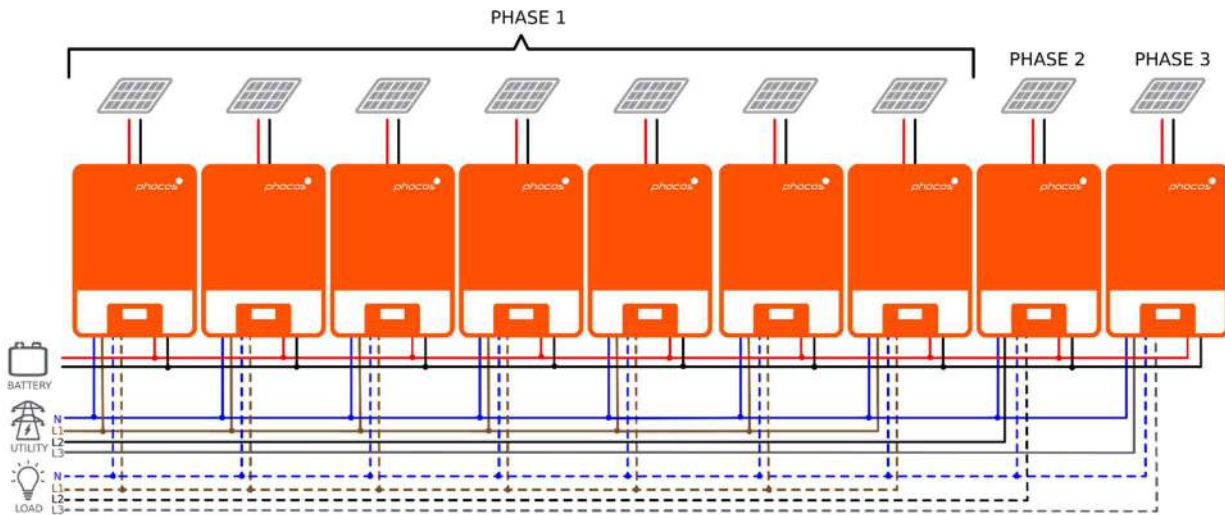 PHASE 1
PHASE 2 PHASE 3
phocos phocos phocos phocos phocos phocos phocos phocos phocos
BATTERY
N
L1
L2
UTILITY
L3
N
L1
L2
LOAD
L3